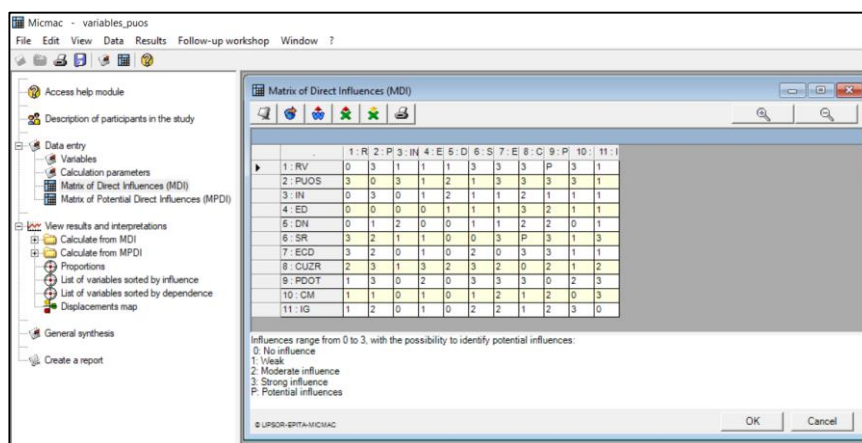 Micmac - variables_puos
File Edit View Data Results Follow-up workshop Window ?
Access help module
Description of participants in the study
Data entry
Variables
Calculation parameters
Matrix of Direct Influences (MDI)
Matrix of Potential Direct Influences (MPDI)
View results and interpretations
Calculate from MDI
Calculate from MPDI
Proportions
List of variables sorted by influence
List of variables sorted by dependence
Displacements map
General synthesis
Create a report
Matrix of Direct Influences (MDI)
1 : R 2 : P 3 : IN 4 : E 5 : D 6 : S 7 : E 8 : C 9 : P 10 : 11 : I
1 : RV 0 3 1 1 1 3 3 3 P 3 1
2 : PUOS 3 0 3 1 2 1 3 3 3 3 1
3 : IN 0 3 0 1 2 1 1 2 1 1 1
4 : ED 0 0 0 0 1 1 1 3 2 1 1
5 : DN 0 1 2 0 0 1 1 2 2 0 1
6 : SR 3 2 1 1 0 0 3 P 3 1 3
7 : ECD 3 2 0 1 0 2 0 3 3 1 1
8 : CUZR 2 3 1 3 2 3 2 0 2 1 2
9 : PDOT 1 3 0 2 0 3 3 3 0 2 3
10 : CM 1 1 0 1 0 1 2 1 2 0 3
11 : IG 1 2 0 1 0 2 2 1 2 3 0
Influences range from 0 to 3, with the possibility to identify potential influences:
0: No influence
1: Weak
2: Moderate influence
3: Strong influence
P: Potential influences
© LIPSOR-EPITA-MICMAC
OK Cancel